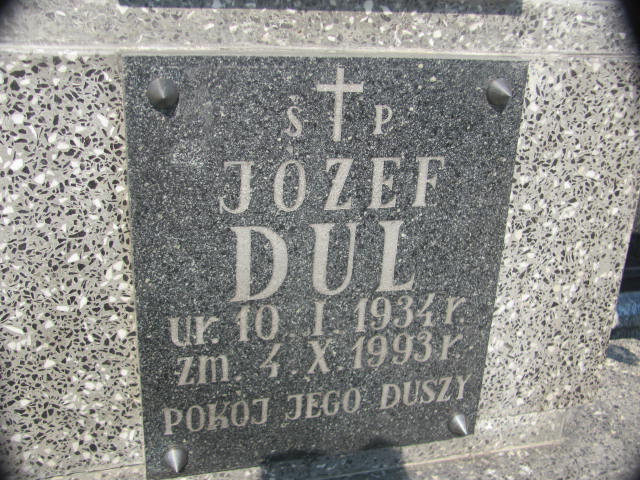 Ś P
JÓZEF
DUL
ur. 10. I. 1934 r.
zm. 4. X. 1993 r.
POKÓJ JEGO DUSZY